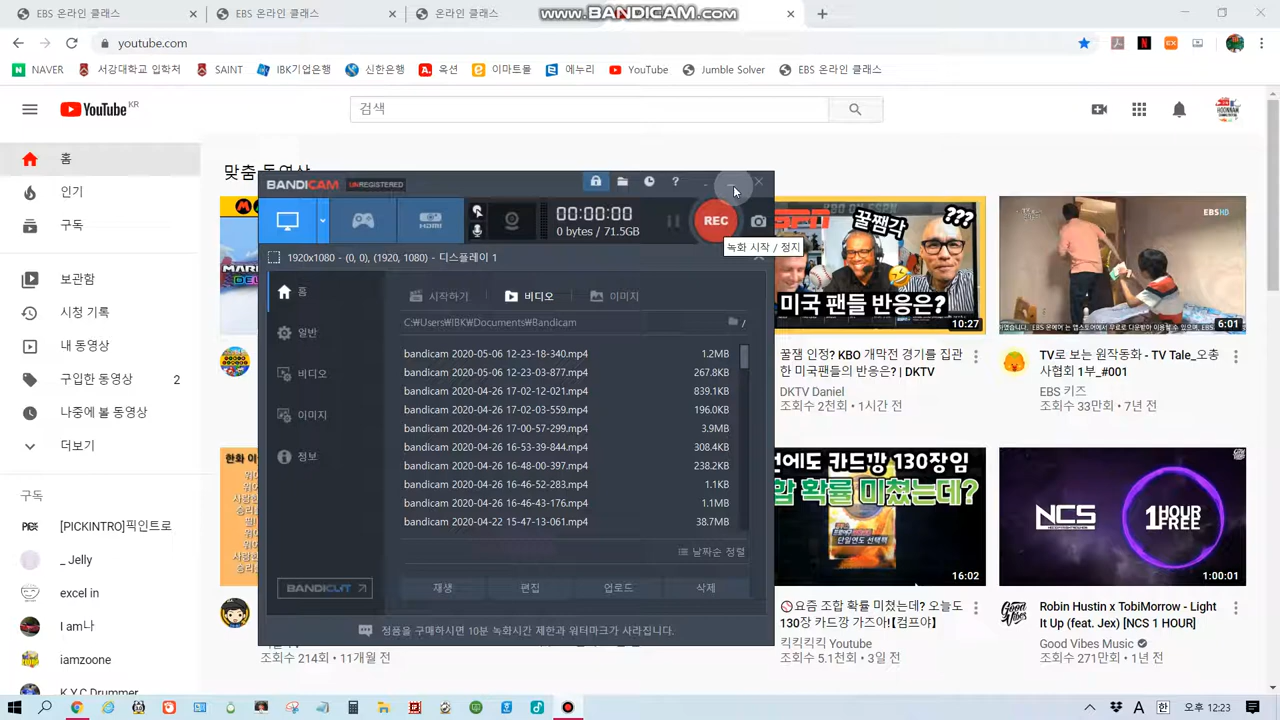 EBS 온라인 클래스
EBS 온라인 클래스
EBS 온라인 클래스
www.BANDICAM.com
youtube.com
NAVER
서강대학교 입학처
SAINT
IBK기업은행
신한은행
옥션
이마트몰
에누리
YouTube
Jumble Solver
EBS 온라인 클래스
YouTube KR
검색
홈
인기
구독
보관함
시청 기록
내 동영상
구입한 동영상 2
나중에 볼 동영상
더보기
구독
[PICKINTRO]픽인트로
_ Jelly
excel in
I am나
iamzoone
K.Y.C Drummer
BANDICAM UNREGISTERED
HDMI
00:00:00
0 bytes / 71.5GB
REC
녹화 시작 / 정지
1920x1080 - (0, 0), (1920, 1080) - 디스플레이 1
홈
일반
비디오
이미지
정보
BANDICUT
시작하기
비디오
이미지
C:₩Users₩IBK₩Documents₩Bandicam
bandicam 2020-05-06 12-23-18-340.mp4 1.2MB
bandicam 2020-05-06 12-23-03-877.mp4 267.8KB
bandicam 2020-04-26 17-02-12-021.mp4 839.1KB
bandicam 2020-04-26 17-02-03-559.mp4 196.0KB
bandicam 2020-04-26 17-00-57-299.mp4 3.9MB
bandicam 2020-04-26 16-53-39-844.mp4 308.4KB
bandicam 2020-04-26 16-48-00-397.mp4 238.2KB
bandicam 2020-04-26 16-46-52-283.mp4 1.1KB
bandicam 2020-04-26 16-46-43-176.mp4 1.1MB
bandicam 2020-04-22 15-47-13-061.mp4 38.7MB
날짜순 정렬
재생
편집
업로드
삭제
정품을 구매하시면 10분 녹화시간 제한과 워터마크가 사라집니다.
꿀쨈각
???
미국 팬들 반응은?
10:27
꿀잼 인정? KBO 개막전 경기를 집관
한 미국팬들의 반응은? | DKTV
DKTV Daniel
조회수 2천회 • 1시간 전
EBS HD
6:01
TV로 보는 원작동화 - TV Tale_오총
사협회 1부_#001
EBS 키즈
조회수 33만회 • 7년 전
한화 이
조회수 214회 • 11개월 전
카드깡 130장임
확률 미쳤는데?
16:02
🚫요즘 조합 확률 미쳤는데? 오늘도
130장 카드깡 가즈아!【컴프야】
킥킥킥킥 Youtube
조회수 5.1천회 • 3일 전
NCS
1HOUR
FREE
1:00:01
Robin Hustin x TobiMorrow - Light
It Up (feat. Jex) [NCS 1 HOUR]
Good Vibes Music
조회수 271만회 • 1년 전
A
한
오후 12:23